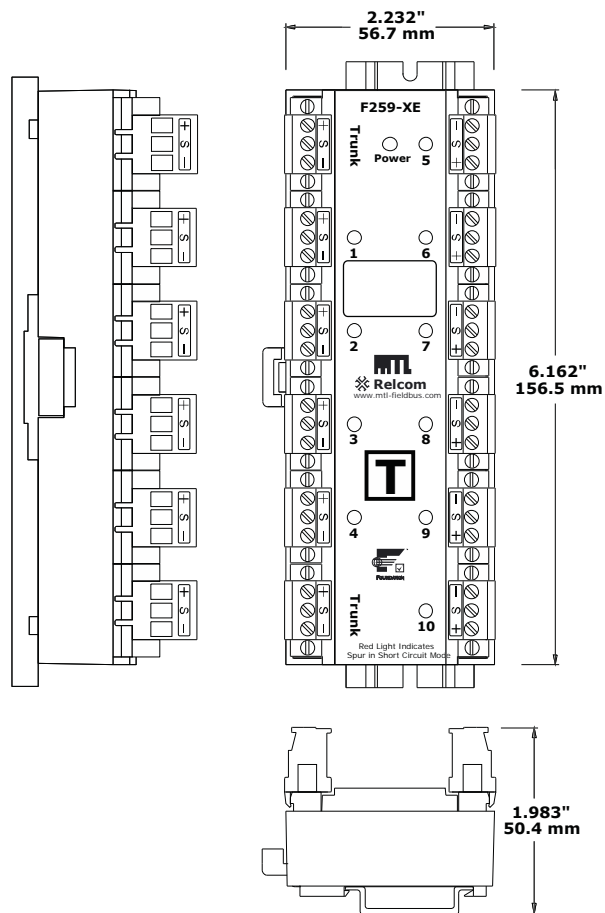 2.232"
56.7 mm
F259-XE
Trunk
Power
5
1
6
2
7
6.162"
156.5 mm
MTL
Relcom
www.mtl-fieldbus.com
3
8
T
4
9
FOUNDATION
Trunk
10
Red Light Indicates
Spur in Short Circuit Mode
+ S -
+ S -
+ S -
+ S -
+ S -
+ S -
+ S -
+ S -
+ S -
+ S -
+ S -
+ S -
- S +
- S +
- S +
- S +
- S +
- S +
1.983"
50.4 mm